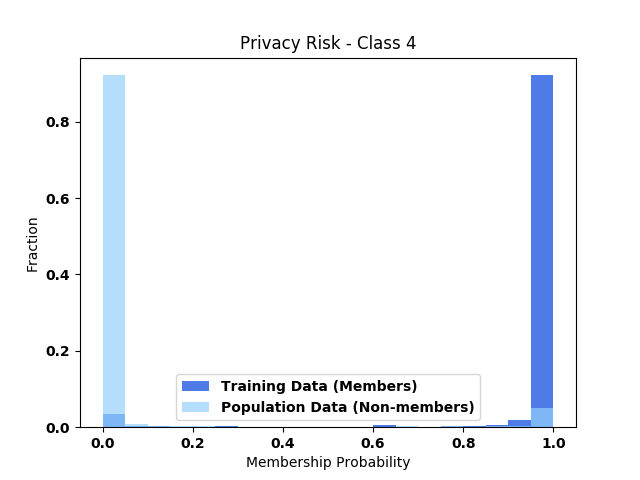 Privacy Risk - Class 4
Fraction
0.8
0.6
0.4
0.2
0.0
Training Data (Members)
Population Data (Non-members)
0.0 0.2 0.4 0.6 0.8 1.0
Membership Probability